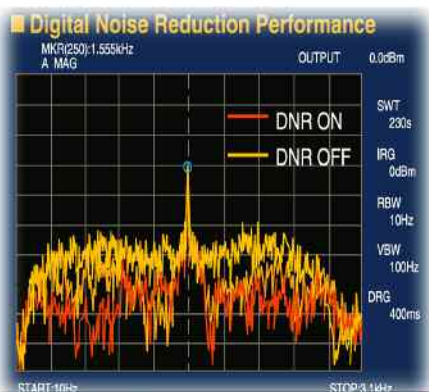 ■ Digital Noise Reduction Performance
MKR(250):1.555kHz
A MAG
OUTPUT 0.0dBm
SWT
230s
DNR ON
DNR OFF
IRG
0dBm
RBW
10Hz
VBW
100Hz
DRG
400ms
START:10Hz STOP:3.1kHz